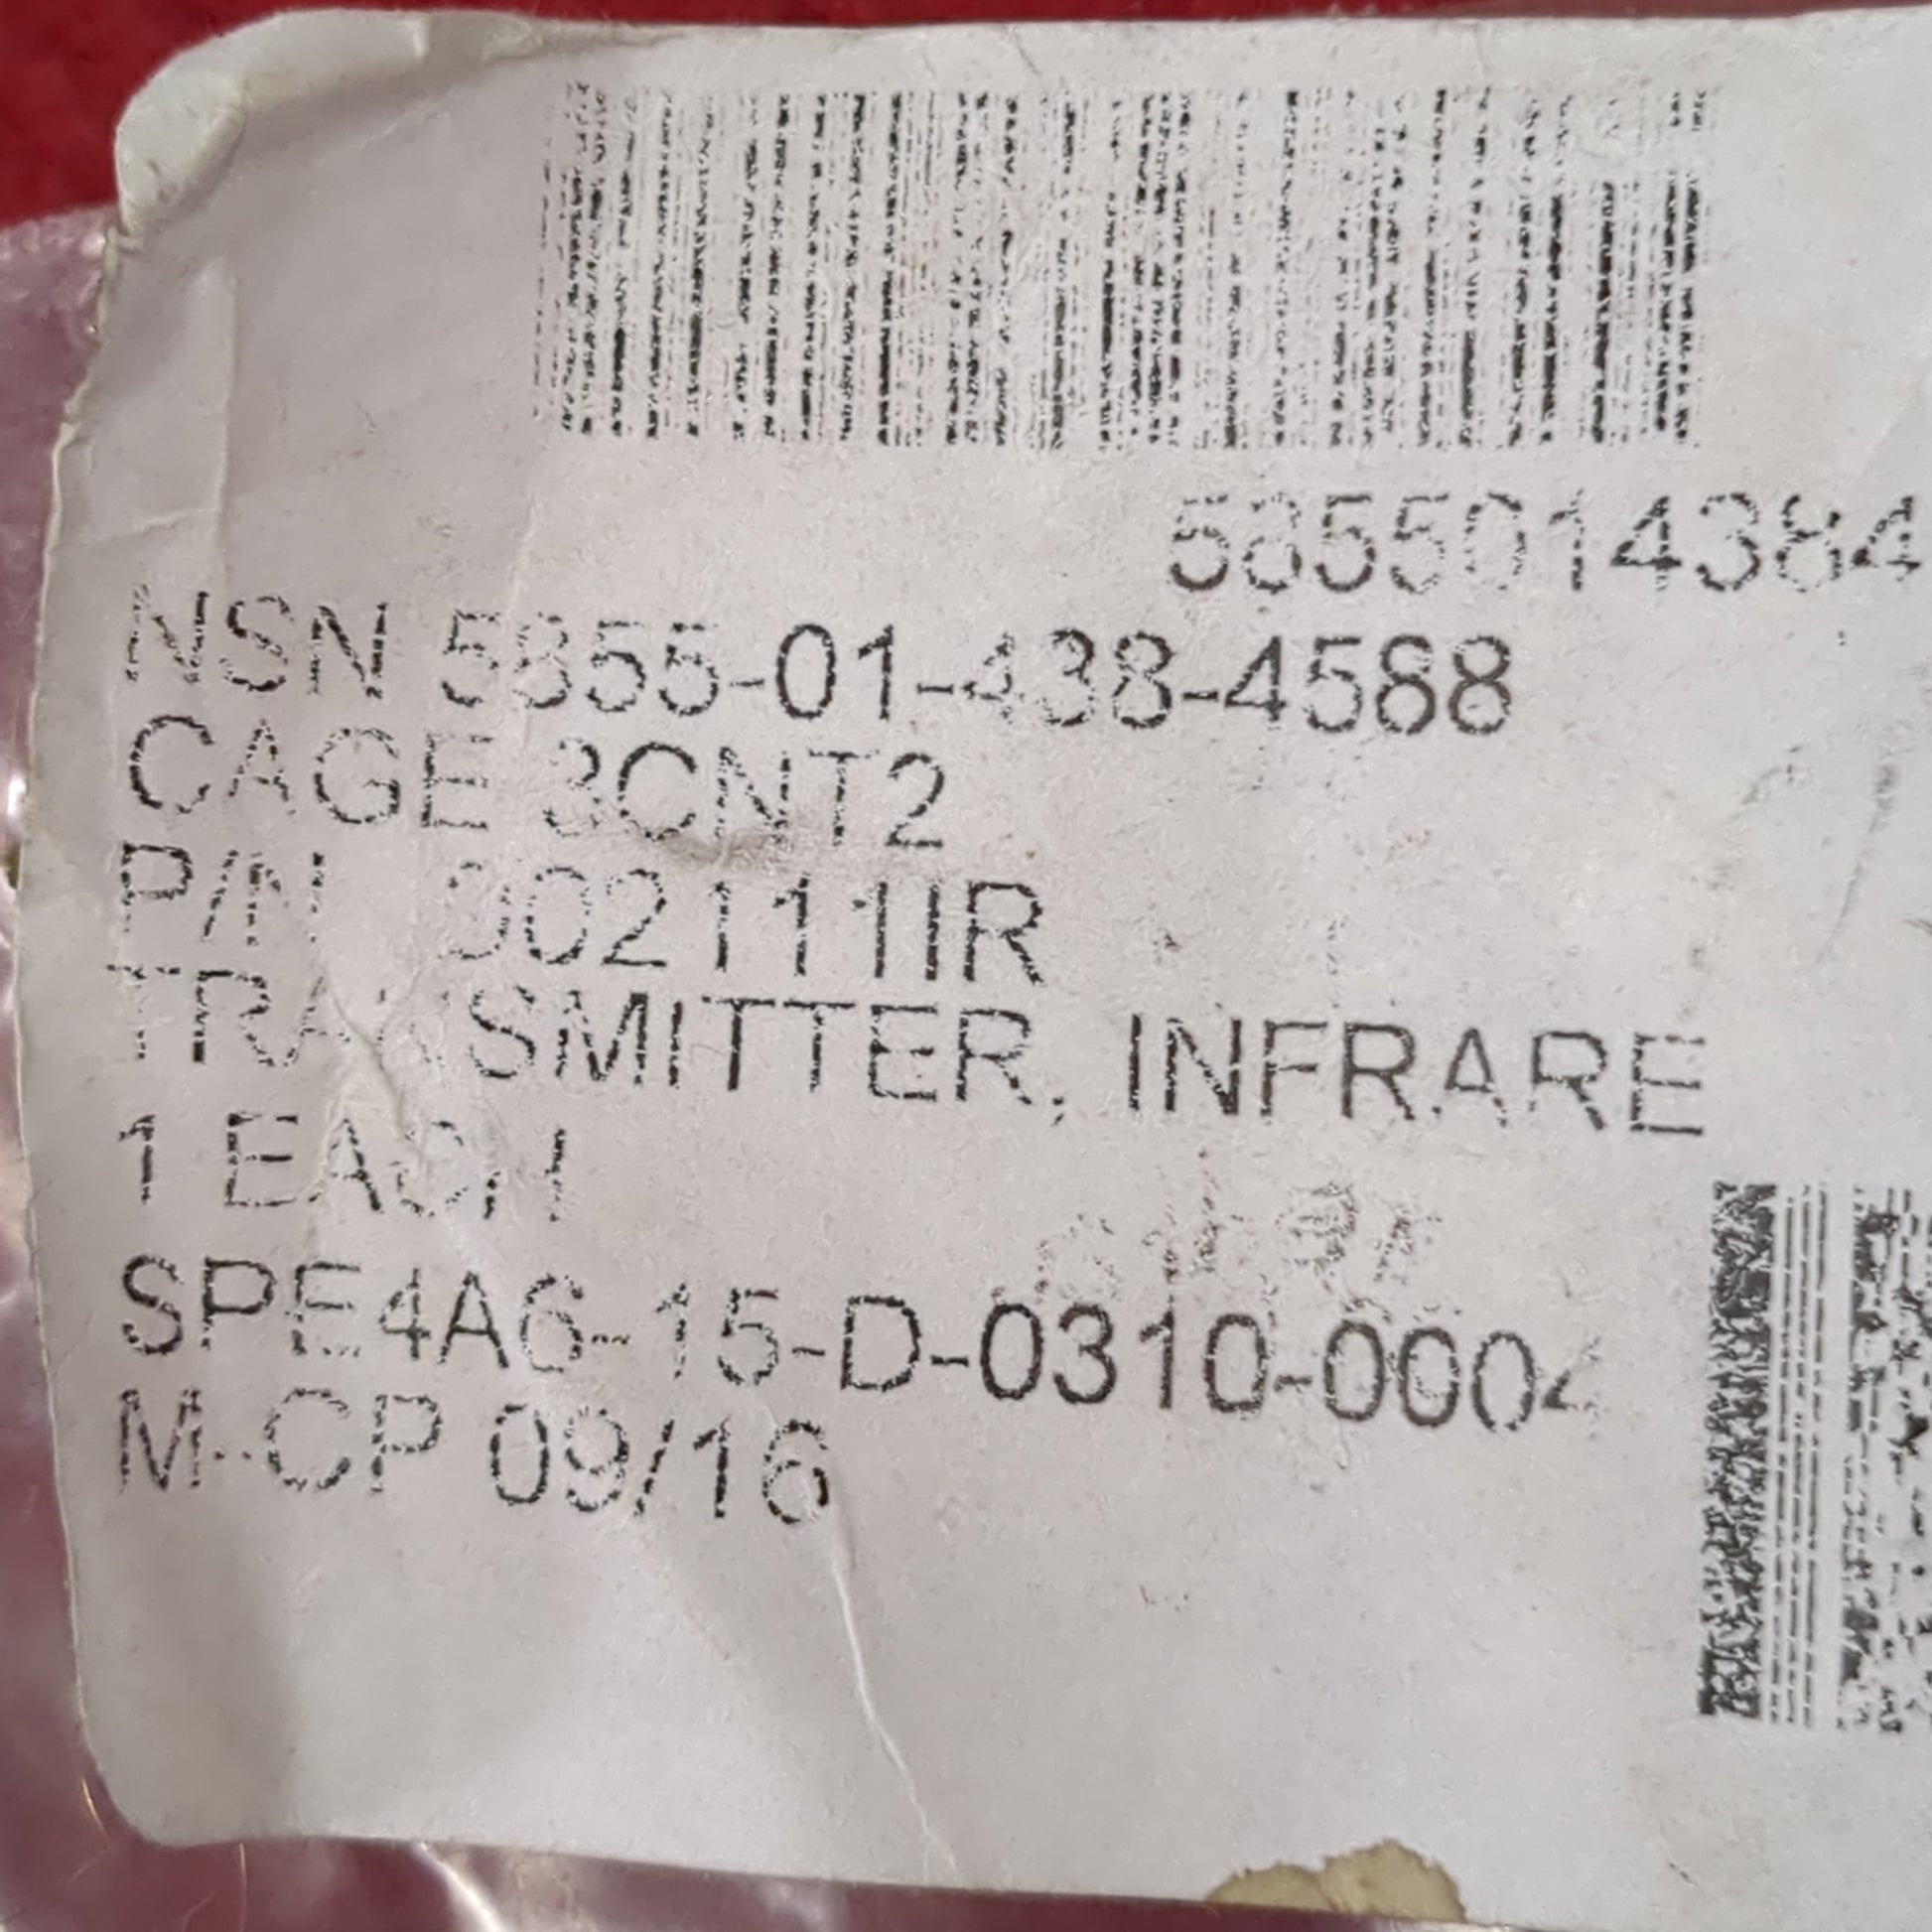 5855014384
NSN 5855-01-438-4588
CAGE 3CNT2
P/N 002111IR
TRANSMITTER, INFRARE
1 EACH
SPE4A6-15-D-0310-0004
M-CP 09/16